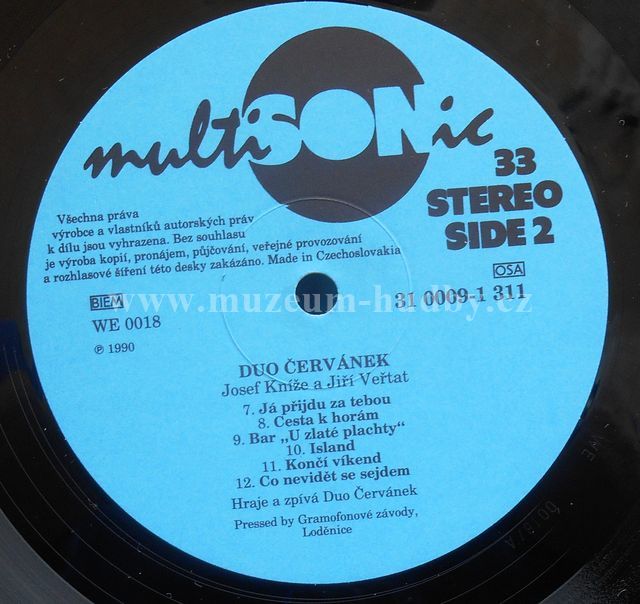 multiSONic
33
STEREO
SIDE 2
Všechna práva
výrobce a vlastníků autorských práv
k dílu jsou vyhrazena. Bez souhlasu
je výroba kopií, pronájem, půjčování, veřejné provozování
a rozhlasové šíření této desky zakázáno. Made in Czechoslovakia
BIEM
OSA
www.muzeum-hudby.cz
WE 0018
31 0009-1 311
℗ 1990
DUO ČERVÁNEK
Josef Kníže a Jiří Veřtat
7. Já přijdu za tebou
8. Cesta k horám
9. Bar „U zlaté plachty“
10. Island
11. Končí víkend
12. Co nevidět se sejdem
Hraje a zpívá Duo Červánek
Pressed by Gramofonové závody,
Loděnice